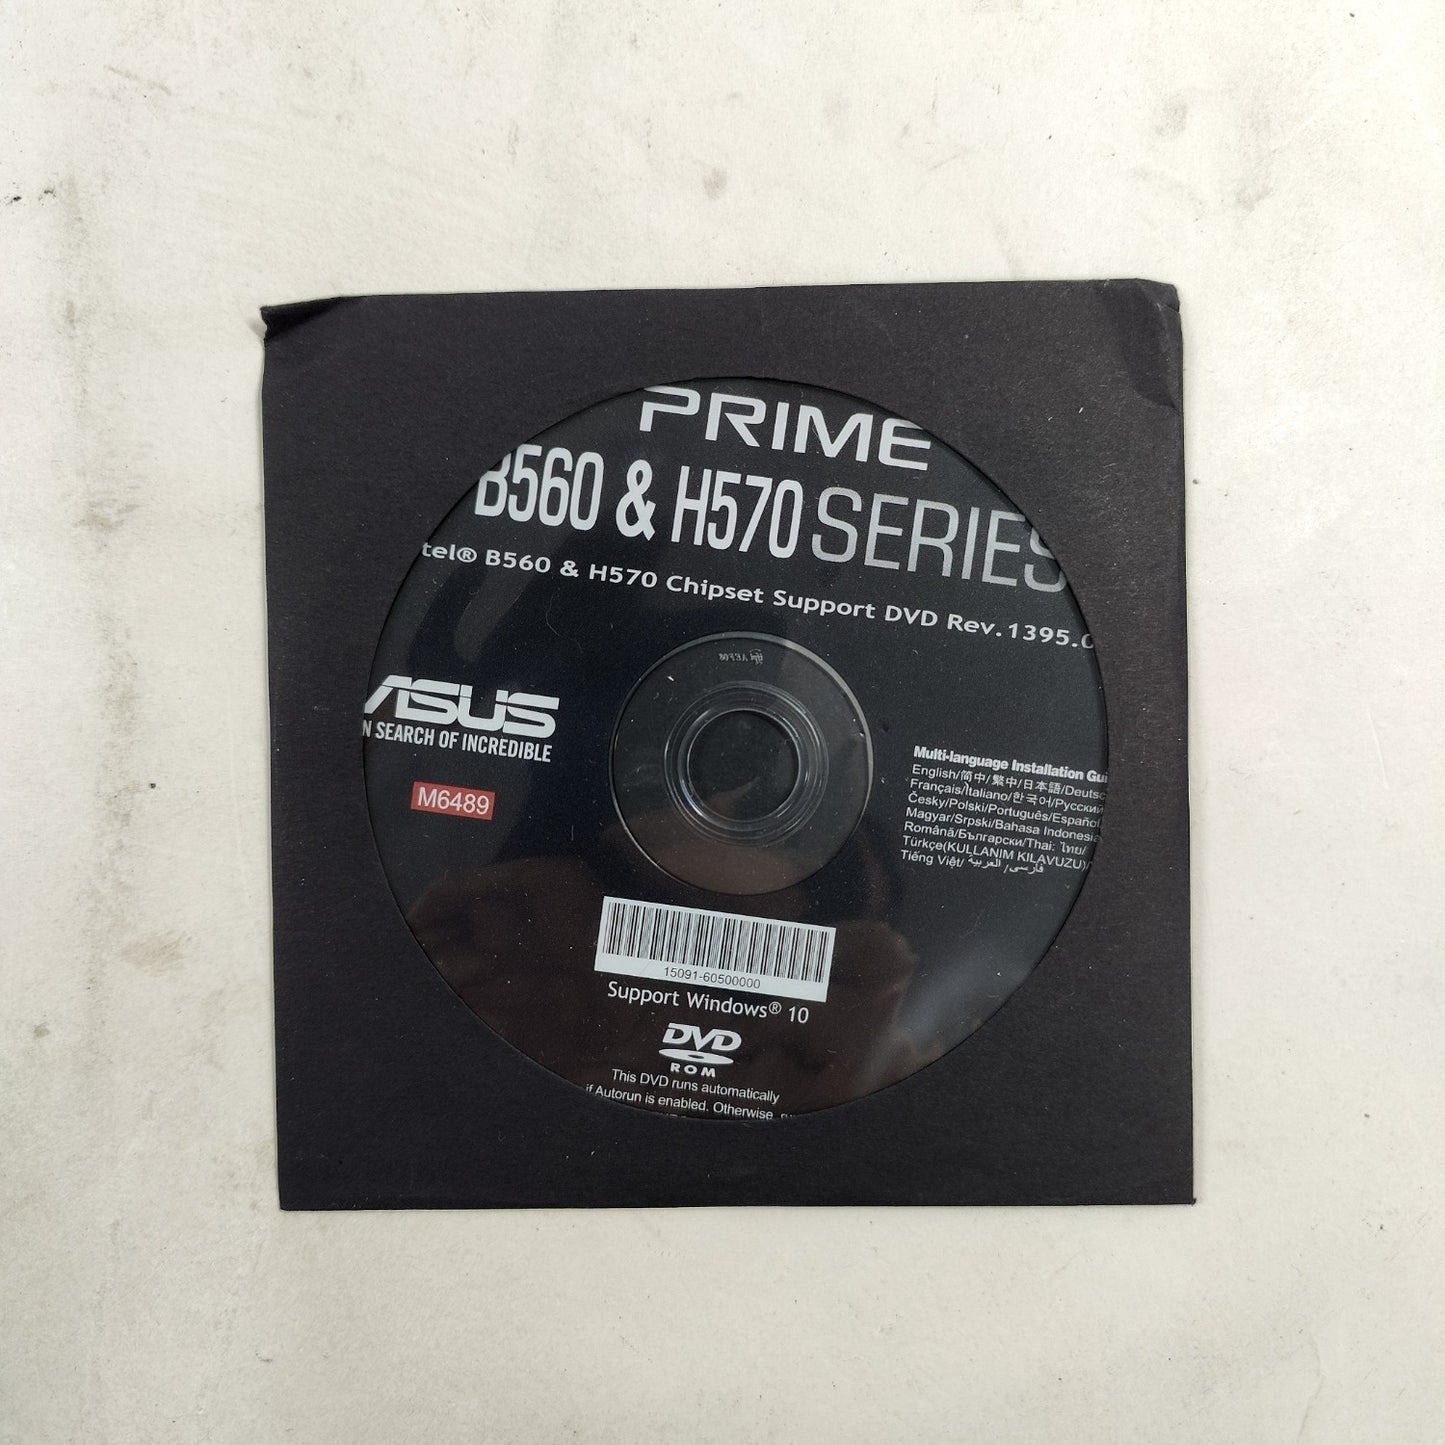 PRIME
B560 & H570 SERIES
tel® B560 & H570 Chipset Support DVD Rev.1395.0
ASUS
N SEARCH OF INCREDIBLE
M6489
Multi-language Installation Gui
English/简中/繁中/日本語/Deutsc
Français/Italiano/한국어/Русский
Česky/Polski/Português/Español
Magyar/Srpski/Bahasa Indonesia
Română/Български/Thai: ไทย/
Türkçe(KULLANIM KILAVUZU)/
Tiếng Việt/ العربية/ فارسی
15091-60500000
Support Windows® 10
DVD
ROM
This DVD runs automatically
if Autorun is enabled. Otherwise,